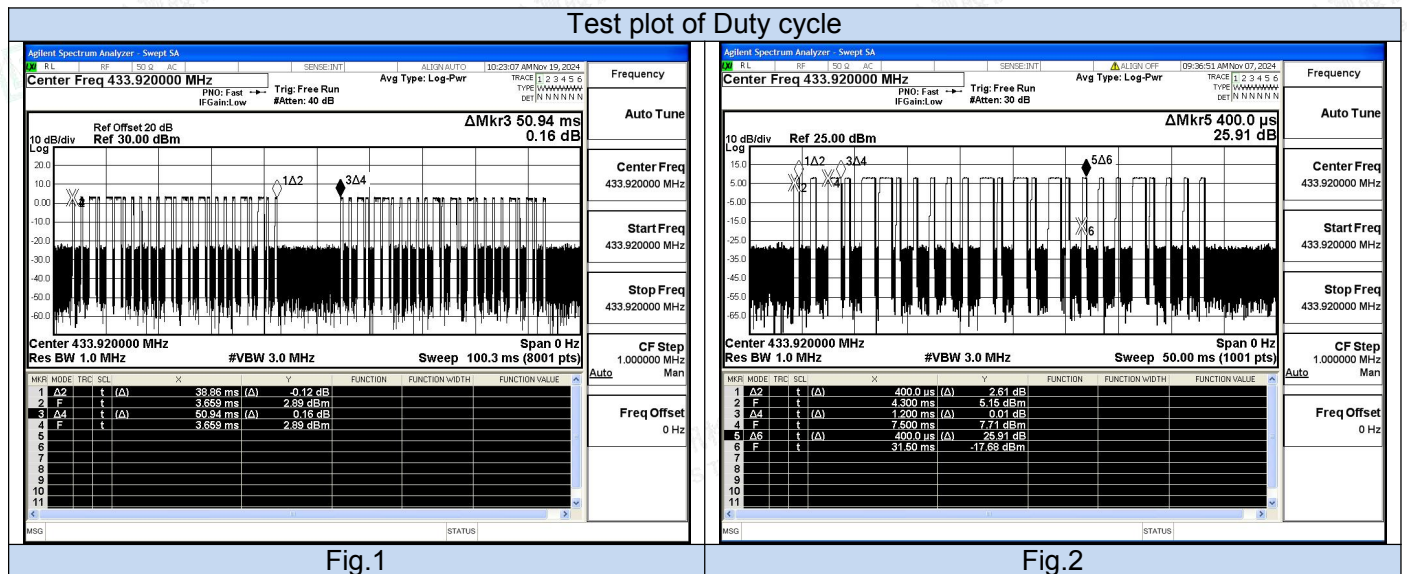 Test plot of Duty cycle
Agilent Spectrum Analyzer - Swept SA
RL RF 50 Ω AC SENSE:INT ALIGN AUTO 10:23:07 AM Nov 19, 2024
Center Freq 433.920000 MHz
Avg Type: Log-Pwr
TRACE 1 2 3 4 5 6
TYPE
DET N N N N N N
PNO: Fast
IFGain:Low
Trig: Free Run
#Atten: 40 dB
ΔMkr3 50.94 ms
0.16 dB
Ref Offset 20 dB
10 dB/div Ref 30.00 dBm
Log
20.0
10.0
0.00
-10.0
-20.0
-30.0
-40.0
-50.0
-60.0
1Δ2
3Δ4
Center 433.920000 MHz Span 0 Hz
Res BW 1.0 MHz #VBW 3.0 MHz Sweep 100.3 ms (8001 pts)
MKR MODE TRC SCL X Y FUNCTION FUNCTION WIDTH FUNCTION VALUE
1 Δ2 t (Δ) 38.86 ms (Δ) -0.12 dB
2 F t 3.659 ms 2.89 dBm
3 Δ4 t (Δ) 50.94 ms (Δ) 0.16 dB
4 F t 3.659 ms 2.89 dBm
5
6
7
8
9
10
11
MSG STATUS
Frequency
Auto Tune
Center Freq
433.920000 MHz
Start Freq
433.920000 MHz
Stop Freq
433.920000 MHz
CF Step
1.000000 MHz
Auto Man
Freq Offset
0 Hz
Fig.1
Agilent Spectrum Analyzer - Swept SA
RL RF 50 Ω AC SENSE:INT ALIGN OFF 09:36:51 AM Nov 07, 2024
Center Freq 433.920000 MHz
Avg Type: Log-Pwr
TRACE 1 2 3 4 5 6
TYPE
DET N N N N N N
PNO: Fast
IFGain:Low
Trig: Free Run
#Atten: 30 dB
ΔMkr5 400.0 µs
25.91 dB
10 dB/div Ref 25.00 dBm
Log
15.0
5.00
-5.00
-15.0
-25.0
-35.0
-45.0
-55.0
-65.0
1Δ2
3Δ4
5Δ6
2
4
6
Center 433.920000 MHz Span 0 Hz
Res BW 1.0 MHz #VBW 3.0 MHz Sweep 50.00 ms (1001 pts)
MKR MODE TRC SCL X Y FUNCTION FUNCTION WIDTH FUNCTION VALUE
1 Δ2 t (Δ) 400.0 µs (Δ) 2.61 dB
2 F t 4.300 ms 5.15 dBm
3 Δ4 t (Δ) 1.200 ms (Δ) 0.01 dB
4 F t 7.500 ms 7.71 dBm
5 Δ6 t (Δ) 400.0 µs (Δ) 25.91 dB
6 F t 31.50 ms -17.68 dBm
7
8
9
10
11
MSG STATUS
Frequency
Auto Tune
Center Freq
433.920000 MHz
Start Freq
433.920000 MHz
Stop Freq
433.920000 MHz
CF Step
1.000000 MHz
Auto Man
Freq Offset
0 Hz
Fig.2